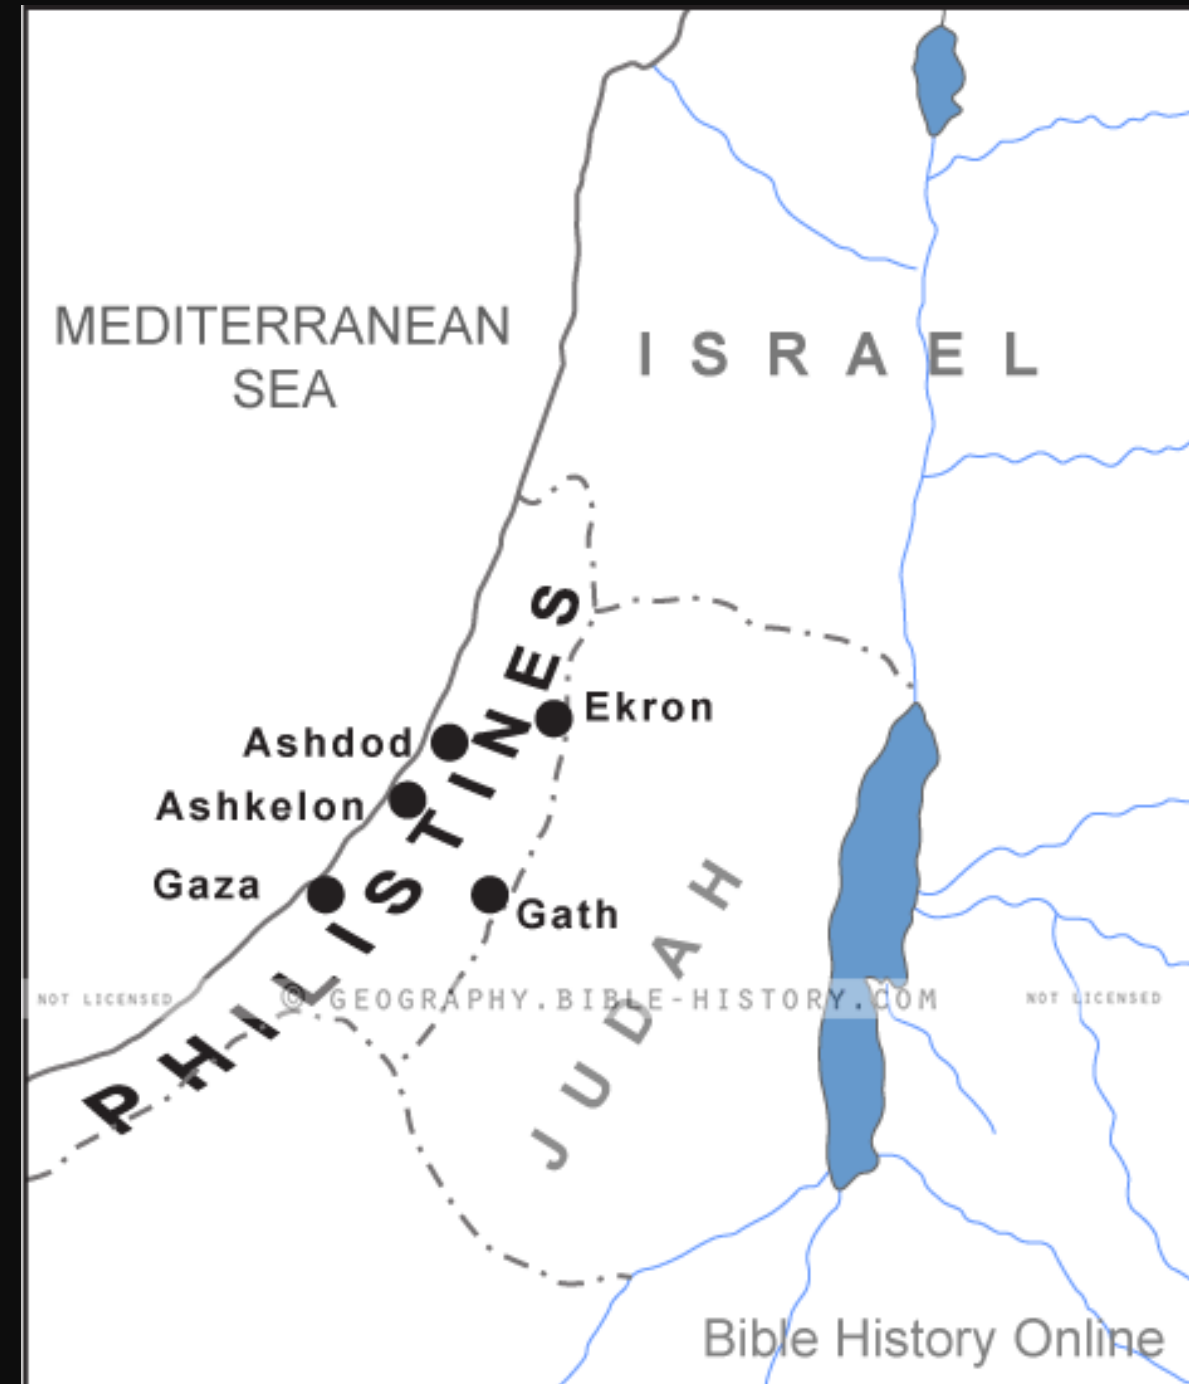 MEDITERRANEAN
SEA
ISRAEL
PHILISTINES
Ekron
Ashdod
Ashkelon
Gaza
Gath
JUDAH
NOT LICENSED
© GEOGRAPHY.BIBLE-HISTORY.COM
NOT LICENSED
Bible History Online